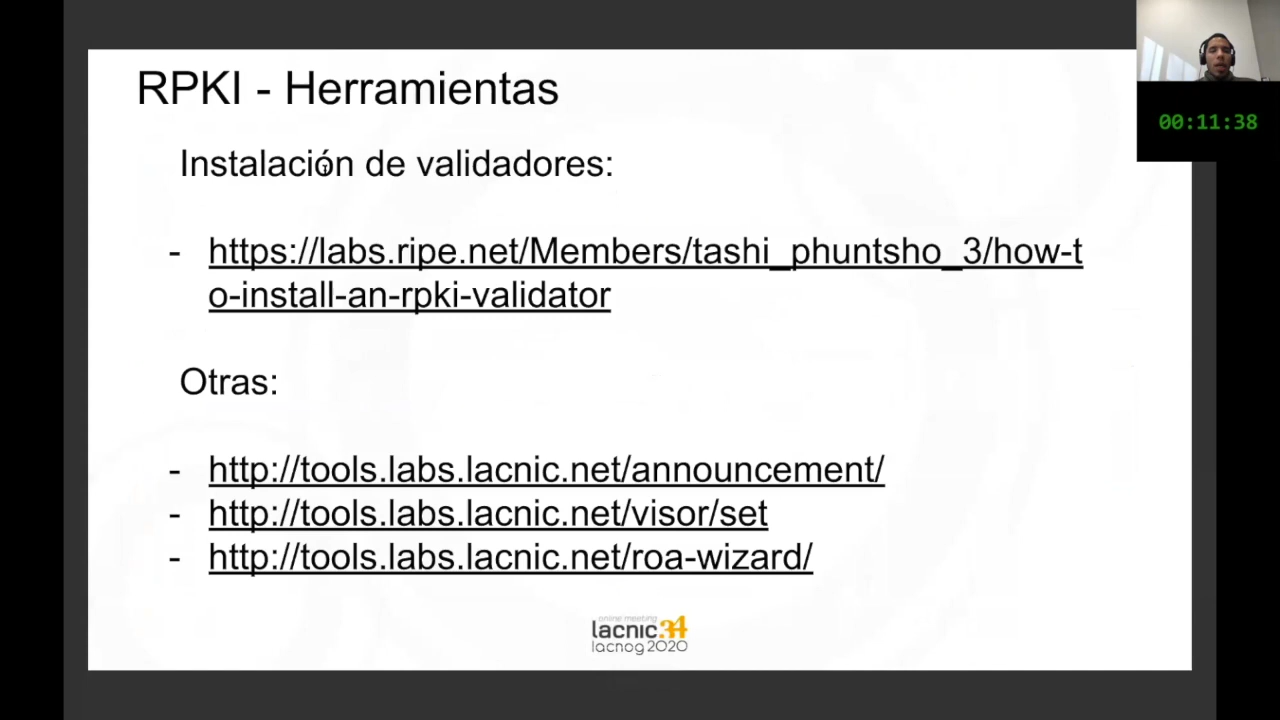 RPKI - Herramientas
00:11:38
Instalación de validadores:
- https://labs.ripe.net/Members/tashi_phuntsho_3/how-t
o-install-an-rpki-validator
Otras:
- http://tools.labs.lacnic.net/announcement/
- http://tools.labs.lacnic.net/visor/set
- http://tools.labs.lacnic.net/roa-wizard/
online meeting
lacnic34
lacnog2020